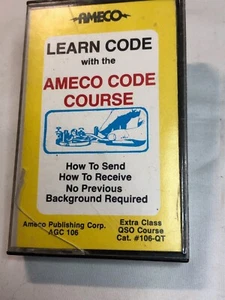 AMECO
LEARN CODE
with the
AMECO CODE
COURSE
How To Send
How To Receive
No Previous
Background Required
Ameco Publishing Corp.
AGC 106
Extra Class
QSO Course
Cat. #106-QT